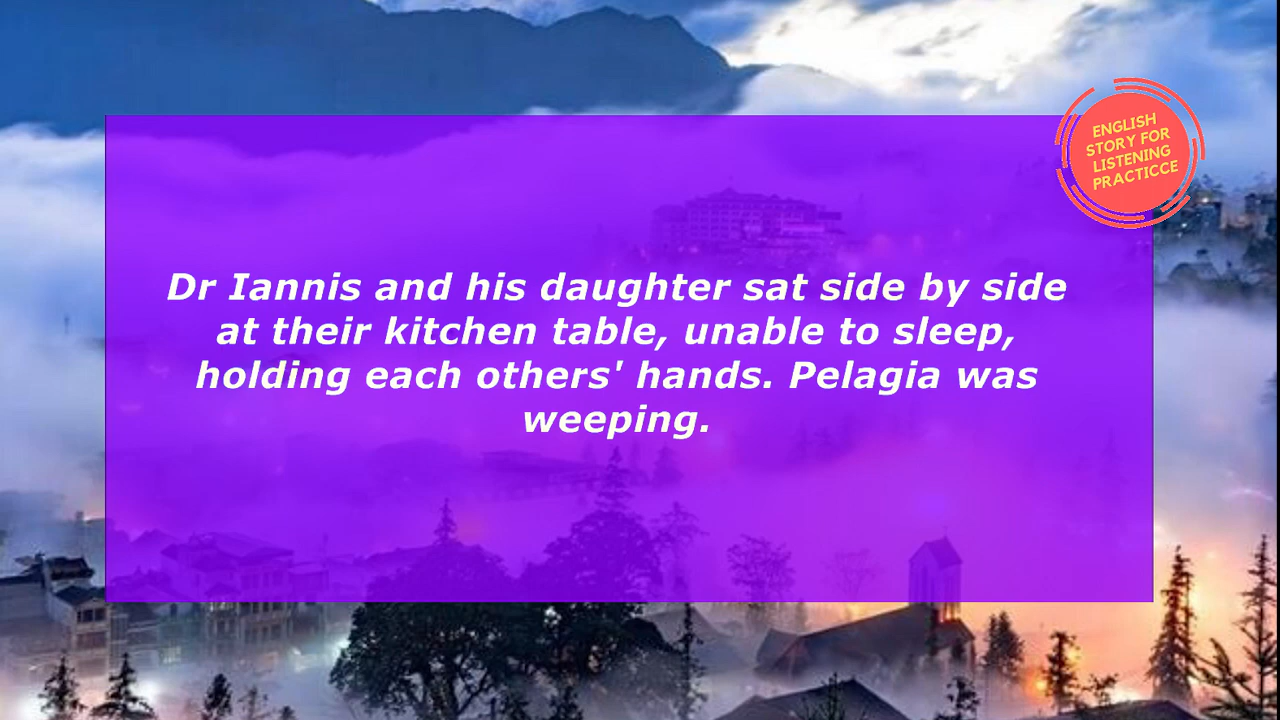 ENGLISH
STORY FOR
LISTENING
PRACTICCE
Dr Iannis and his daughter sat side by side
at their kitchen table, unable to sleep,
holding each others' hands. Pelagia was
weeping.